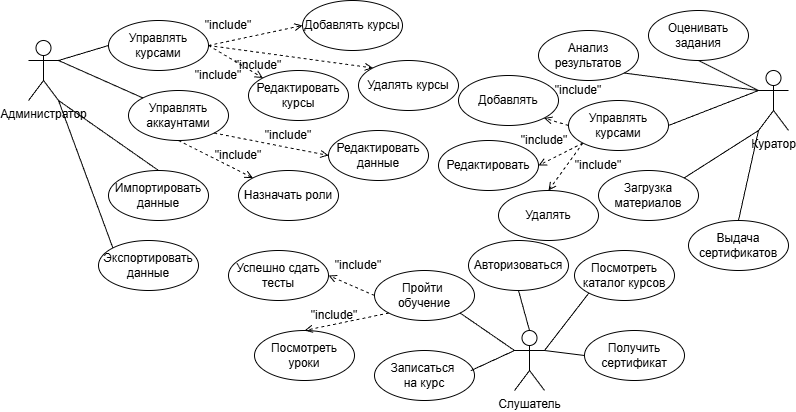 Управлять
курсами
"include"
Добавлять курсы
"include"
"include"
Редактировать
курсы
Удалять курсы
Администратор
Управлять
аккаунтами
"include"
Редактировать
данные
"include"
Назначать роли
Импортировать
данные
Экспортировать
данные
Оценивать
задания
Анализ
результатов
"include"
Добавлять
Управлять
курсами
Куратор
"include"
Редактировать
"include"
Удалять
Загрузка
материалов
Выдача
сертификатов
Успешно сдать
тесты
"include"
Пройти
обучение
"include"
Посмотреть
уроки
Авторизоваться
Посмотреть
каталог курсов
Записаться
на курс
Получить
сертификат
Слушатель